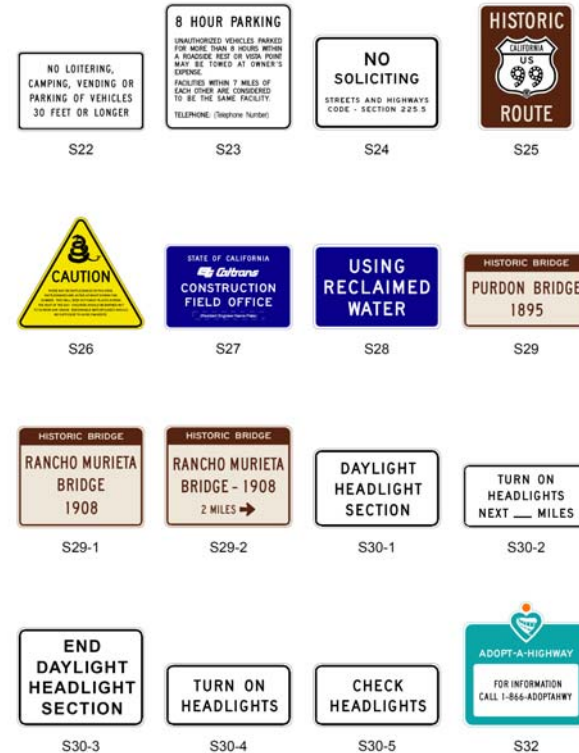 NO LOITERING,
CAMPING, VENDING OR
PARKING OF VEHICLES
30 FEET OR LONGER
S22
8 HOUR PARKING
UNAUTHORIZED VEHICLES PARKED
FOR MORE THAN 8 HOURS WITHIN
A ROADSIDE REST OR VISTA POINT
MAY BE TOWED AT OWNER'S
EXPENSE.
FACILITIES WITHIN 7 MILES OF
EACH OTHER ARE CONSIDERED
TO BE THE SAME FACILITY.
TELEPHONE: (Telephone Number)
S23
NO
SOLICITING
STREETS AND HIGHWAYS
CODE - SECTION 225.5
S24
HISTORIC
CALIFORNIA
US
99
ROUTE
S25
CAUTION
S26
STATE OF CALIFORNIA
Caltrans
CONSTRUCTION
FIELD OFFICE
S27
USING
RECLAIMED
WATER
S28
HISTORIC BRIDGE
PURDON BRIDGE
1895
S29
HISTORIC BRIDGE
RANCHO MURIETA
BRIDGE
1908
S29-1
HISTORIC BRIDGE
RANCHO MURIETA
BRIDGE - 1908
2 MILES
S29-2
DAYLIGHT
HEADLIGHT
SECTION
S30-1
TURN ON
HEADLIGHTS
NEXT ___ MILES
S30-2
END
DAYLIGHT
HEADLIGHT
SECTION
S30-3
TURN ON
HEADLIGHTS
S30-4
CHECK
HEADLIGHTS
S30-5
ADOPT-A-HIGHWAY
FOR INFORMATION
CALL 1-866-ADOPTAHWY
S32